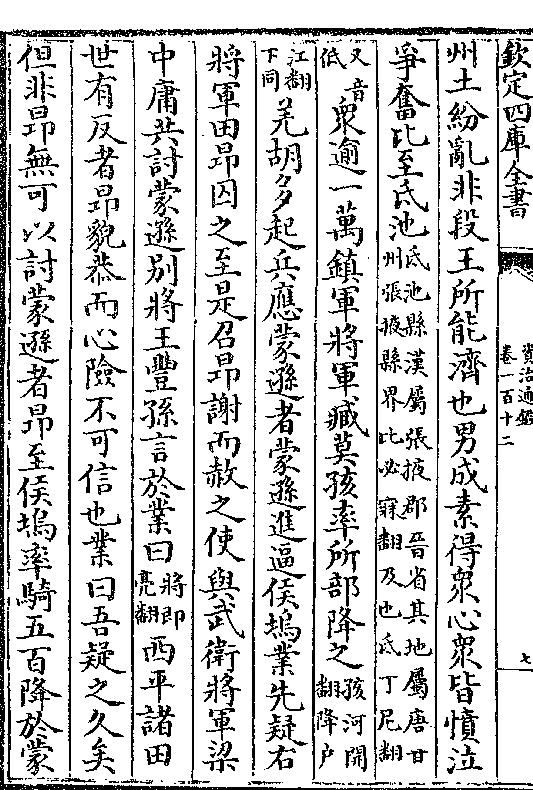 欽定四庫全書
資治通鑑
卷一百十二
七
州土紛亂非段王所能濟也男成素得衆心衆皆憤泣
爭奮比至氐池氐池縣漢屬張掖郡晉省其地屬唐甘州張掖縣界比必寐翻及也氐丁尼翻
又音低衆逾一萬鎮軍將軍臧莫孩率所部降之孩河開翻降户
江翻下同羌胡多起兵應蒙遜者蒙遜進逼侯塢業先疑右
將軍田昂囚之至是召昂謝而赦之使與武衛將軍梁
中庸共討蒙遜别將王豐孫言於業曰將即亮翻西平諸田
世有反者昂貌恭而心險不可信也業曰吾疑之久矣
但非昂無可以討蒙遜者昂至侯塢率騎五百降於蒙